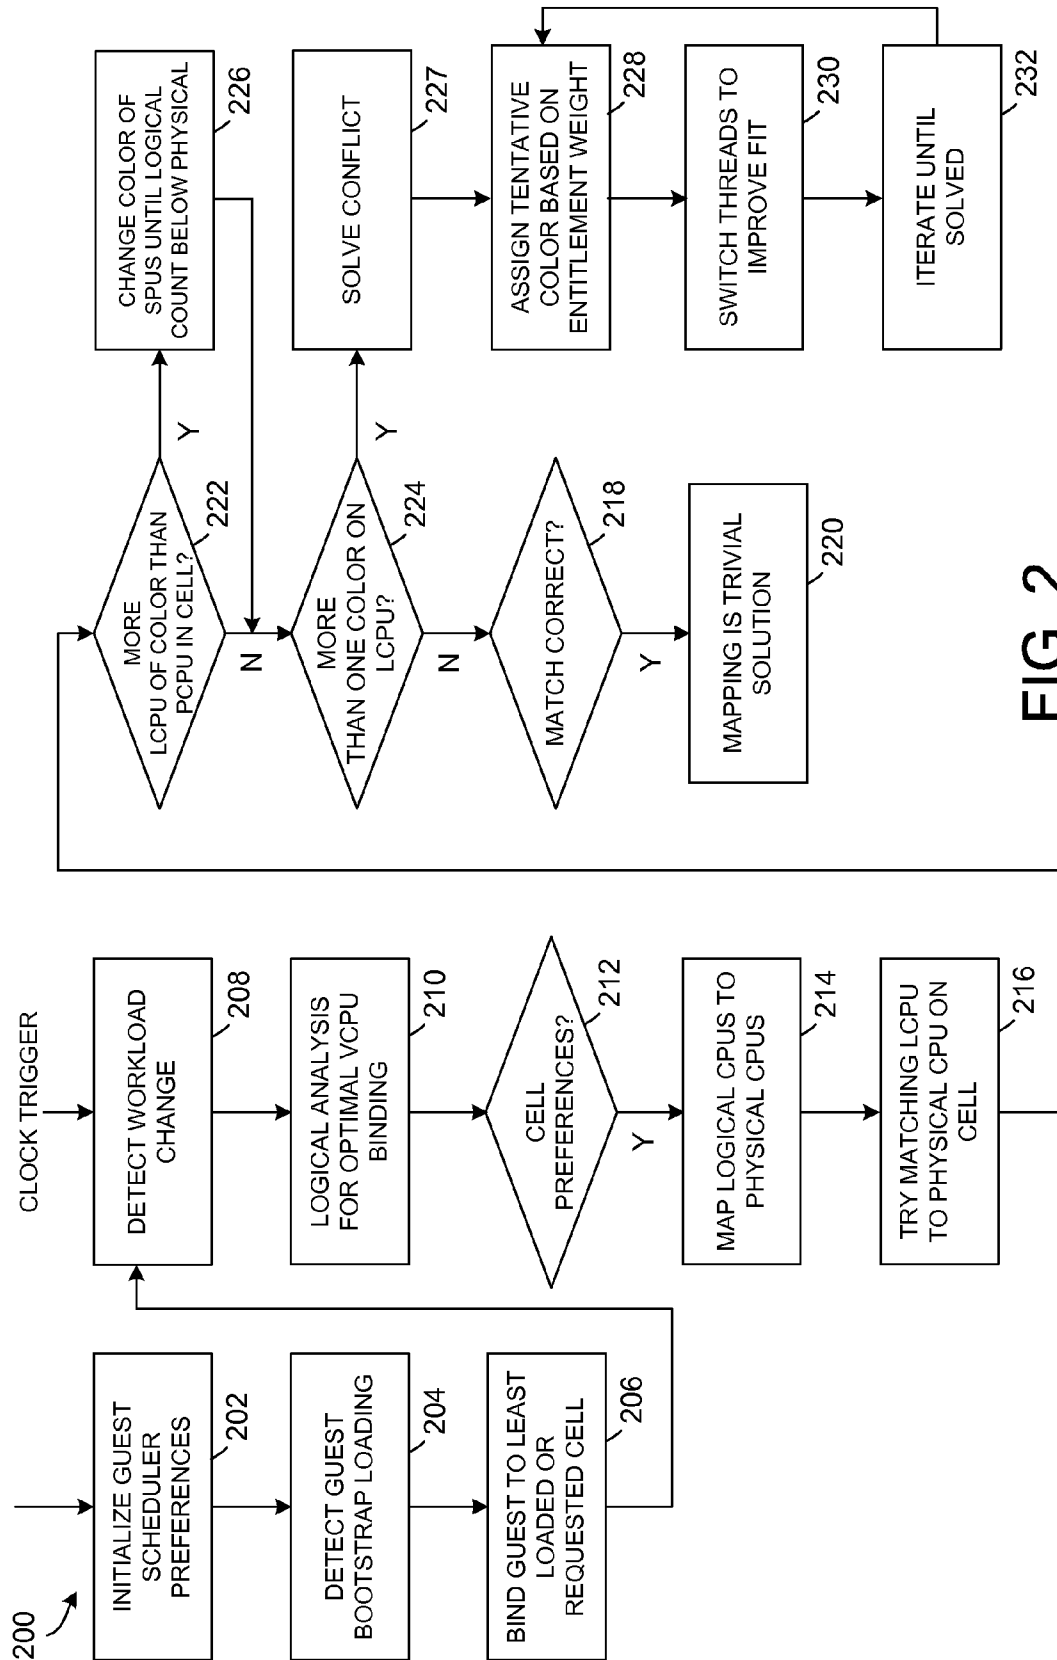 200
INITIALIZE GUEST
SCHEDULER
PREFERENCES
202
DETECT GUEST
BOOTSTRAP LOADING
204
BIND GUEST TO LEAST
LOADED OR
REQUESTED CELL
206
CLOCK TRIGGER
DETECT WORKLOAD
CHANGE
208
LOGICAL ANALYSIS
FOR OPTIMAL VCPU
BINDING
210
CELL
PREFERENCES?
212
Y
MAP LOGICAL CPUS TO
PHYSICAL CPUS
214
TRY MATCHING LCPU
TO PHYSICAL CPU ON
CELL
216
MORE
LCPU OF COLOR THAN
PCPU IN CELL?
222
Y
N
MORE
THAN ONE COLOR ON
LCPU?
224
Y
N
MATCH CORRECT?
218
Y
MAPPING IS TRIVIAL
SOLUTION
220
CHANGE COLOR OF
SPUS UNTIL LOGICAL
COUNT BELOW PHYSICAL
226
SOLVE CONFLICT
227
ASSIGN TENTATIVE
COLOR BASED ON
ENTITLEMENT WEIGHT
228
SWITCH THREADS TO
IMPROVE FIT
230
ITERATE UNTIL
SOLVED
232
FIG. 2